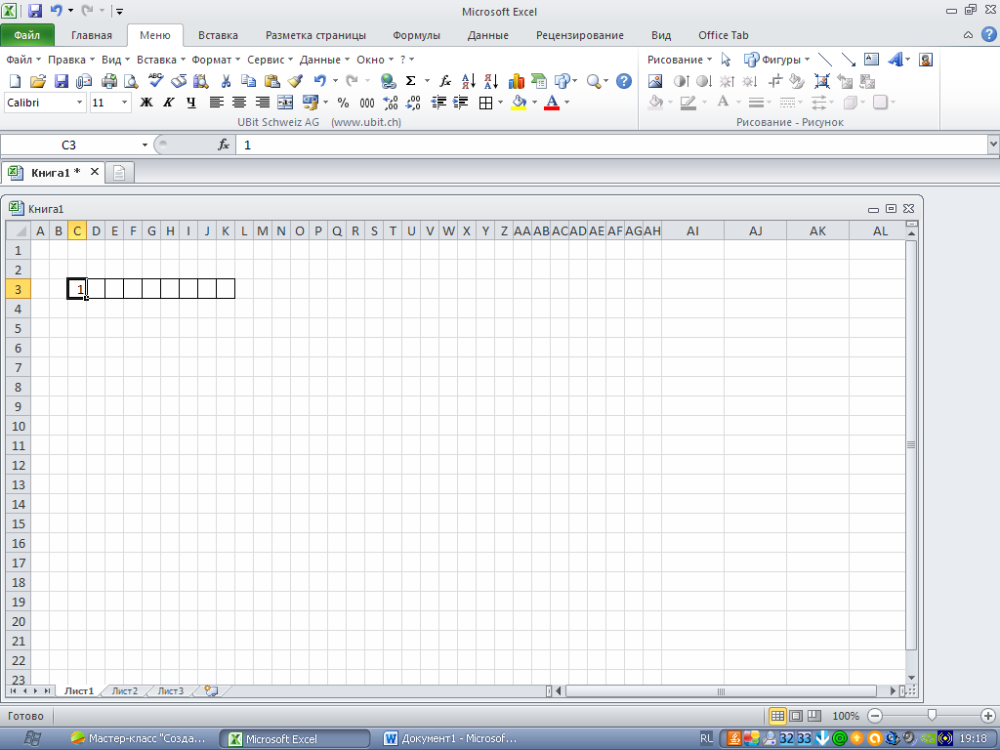 Microsoft Excel
Файл Главная Меню Вставка Разметка страницы Формулы Данные Рецензирование Вид Office Tab
Файл Правка Вид Вставка Формат Сервис Данные Окно ? Рисование Фигуры
Calibri 11 Ж К Ч % 000
UBit Schweiz AG (www.ubit.ch) Рисование - Рисунок
C3 fx 1
Книга1 *
Книга1
A B C D E F G H I J K L M N O P Q R S T U V W X Y Z AA AB AC AD AE AF AG AH AI AJ AK AL
1
2
3 1
4
5
6
7
8
9
10
11
12
13
14
15
16
17
18
19
20
21
22
23
Лист1 Лист2 Лист3
Готово 100%
Мастер-класс "Созда... Microsoft Excel Документ1 - Microsof... RU 32 33 19:18